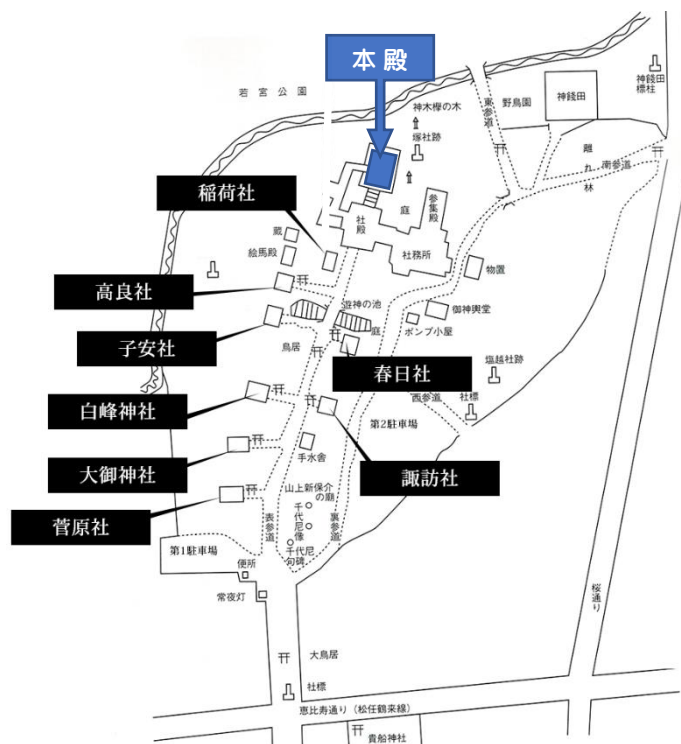 本殿
若宮公園
神木欅の木
塚社跡
東参道
野鳥園
神饌田
神饌田
標柱
離れ林
南参道
稲荷社
社殿
庭
参集殿
社務所
蔵
絵馬殿
物置
高良社
遊神の池
御神輿堂
ポンプ小屋
子安社
鳥居
庭
春日社
塩越社跡
白峰神社
西参道
社標
第2駐車場
諏訪社
手水舎
大御神社
山上新保介
の廟
千代尼像
千代尼
句碑
菅原社
表参道
裏参道
第1駐車場
便所
常夜灯
桜通り
大鳥居
社標
恵比寿通り（松任鶴来線）
貴船神社